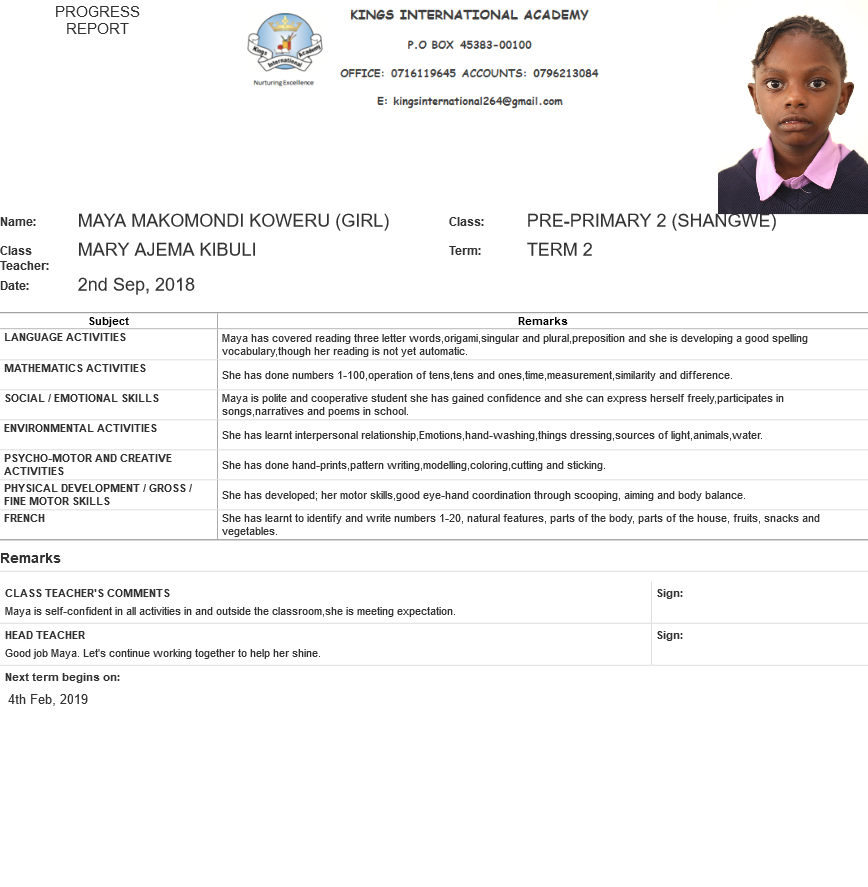 PROGRESS
REPORT
Kings International Academy
Nurturing Excellence
KINGS INTERNATIONAL ACADEMY
P.O BOX 45383-00100
OFFICE: 0716119645 ACCOUNTS: 0796213084
E: kingsinternational264@gmail.com
Name: MAYA MAKOMONDI KOWERU (GIRL) Class: PRE-PRIMARY 2 (SHANGWE)
Class Teacher: MARY AJEMA KIBULI Term: TERM 2
Date: 2nd Sep, 2018
Subject Remarks
LANGUAGE ACTIVITIES
Maya has covered reading three letter words,origami,singular and plural,preposition and she is developing a good spelling
vocabulary,though her reading is not yet automatic.
MATHEMATICS ACTIVITIES
She has done numbers 1-100,operation of tens,tens and ones,time,measurement,similarity and difference.
SOCIAL / EMOTIONAL SKILLS
Maya is polite and cooperative student she has gained confidence and she can express herself freely,participates in
songs,narratives and poems in school.
ENVIRONMENTAL ACTIVITIES
She has learnt interpersonal relationship,Emotions,hand-washing,things dressing,sources of light,animals,water.
PSYCHO-MOTOR AND CREATIVE
ACTIVITIES
She has done hand-prints,pattern writing,modelling,coloring,cutting and sticking.
PHYSICAL DEVELOPMENT / GROSS /
FINE MOTOR SKILLS
She has developed; her motor skills,good eye-hand coordination through scooping, aiming and body balance.
FRENCH
She has learnt to identify and write numbers 1-20, natural features, parts of the body, parts of the house, fruits, snacks and
vegetables.
Remarks
CLASS TEACHER'S COMMENTS Sign:
Maya is self-confident in all activities in and outside the classroom,she is meeting expectation.
HEAD TEACHER Sign:
Good job Maya. Let's continue working together to help her shine.
Next term begins on:
4th Feb, 2019